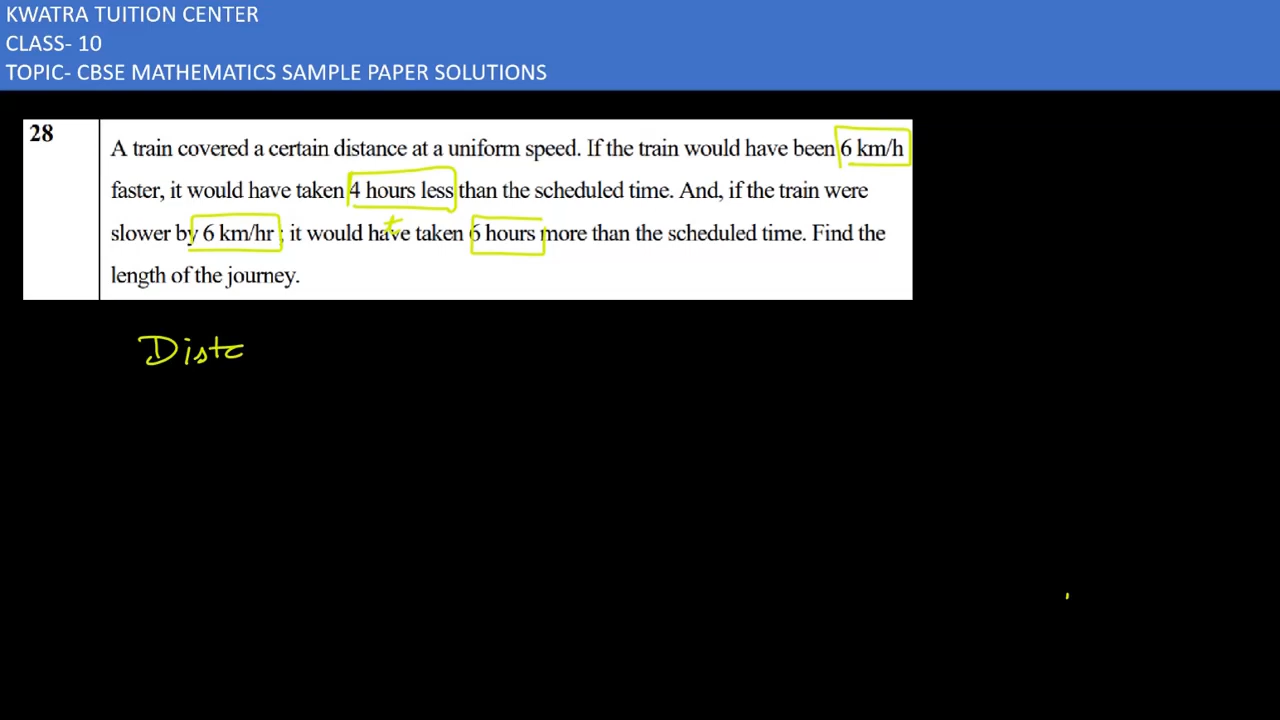 KWATRA TUITION CENTER
CLASS- 10
TOPIC- CBSE MATHEMATICS SAMPLE PAPER SOLUTIONS
28
A train covered a certain distance at a uniform speed. If the train would have been 6 km/h
faster, it would have taken 4 hours less than the scheduled time. And, if the train were
slower by 6 km/hr ; it would have taken 6 hours more than the scheduled time. Find the
length of the journey.
t
Distc